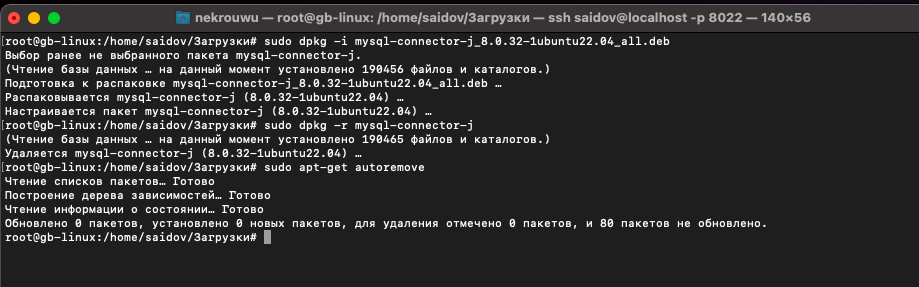 nekrouwu — root@gb-linux: /home/saidov/Загрузки — ssh saidov@localhost -p 8022 — 140×56
[root@gb-linux:/home/saidov/Загрузки# sudo dpkg -i mysql-connector-j_8.0.32-1ubuntu22.04_all.deb
Выбор ранее не выбранного пакета mysql-connector-j.
(Чтение базы данных … на данный момент установлено 190456 файлов и каталогов.)
Подготовка к распаковке mysql-connector-j_8.0.32-1ubuntu22.04_all.deb …
Распаковывается mysql-connector-j (8.0.32-1ubuntu22.04) …
Настраивается пакет mysql-connector-j (8.0.32-1ubuntu22.04) …
[root@gb-linux:/home/saidov/Загрузки# sudo dpkg -r mysql-connector-j
(Чтение базы данных … на данный момент установлено 190465 файлов и каталогов.)
Удаляется mysql-connector-j (8.0.32-1ubuntu22.04) …
[root@gb-linux:/home/saidov/Загрузки# sudo apt-get autoremove
Чтение списков пакетов… Готово
Построение дерева зависимостей… Готово
Чтение информации о состоянии… Готово
Обновлено 0 пакетов, установлено 0 новых пакетов, для удаления отмечено 0 пакетов, и 80 пакетов не обновлено.
root@gb-linux:/home/saidov/Загрузки#